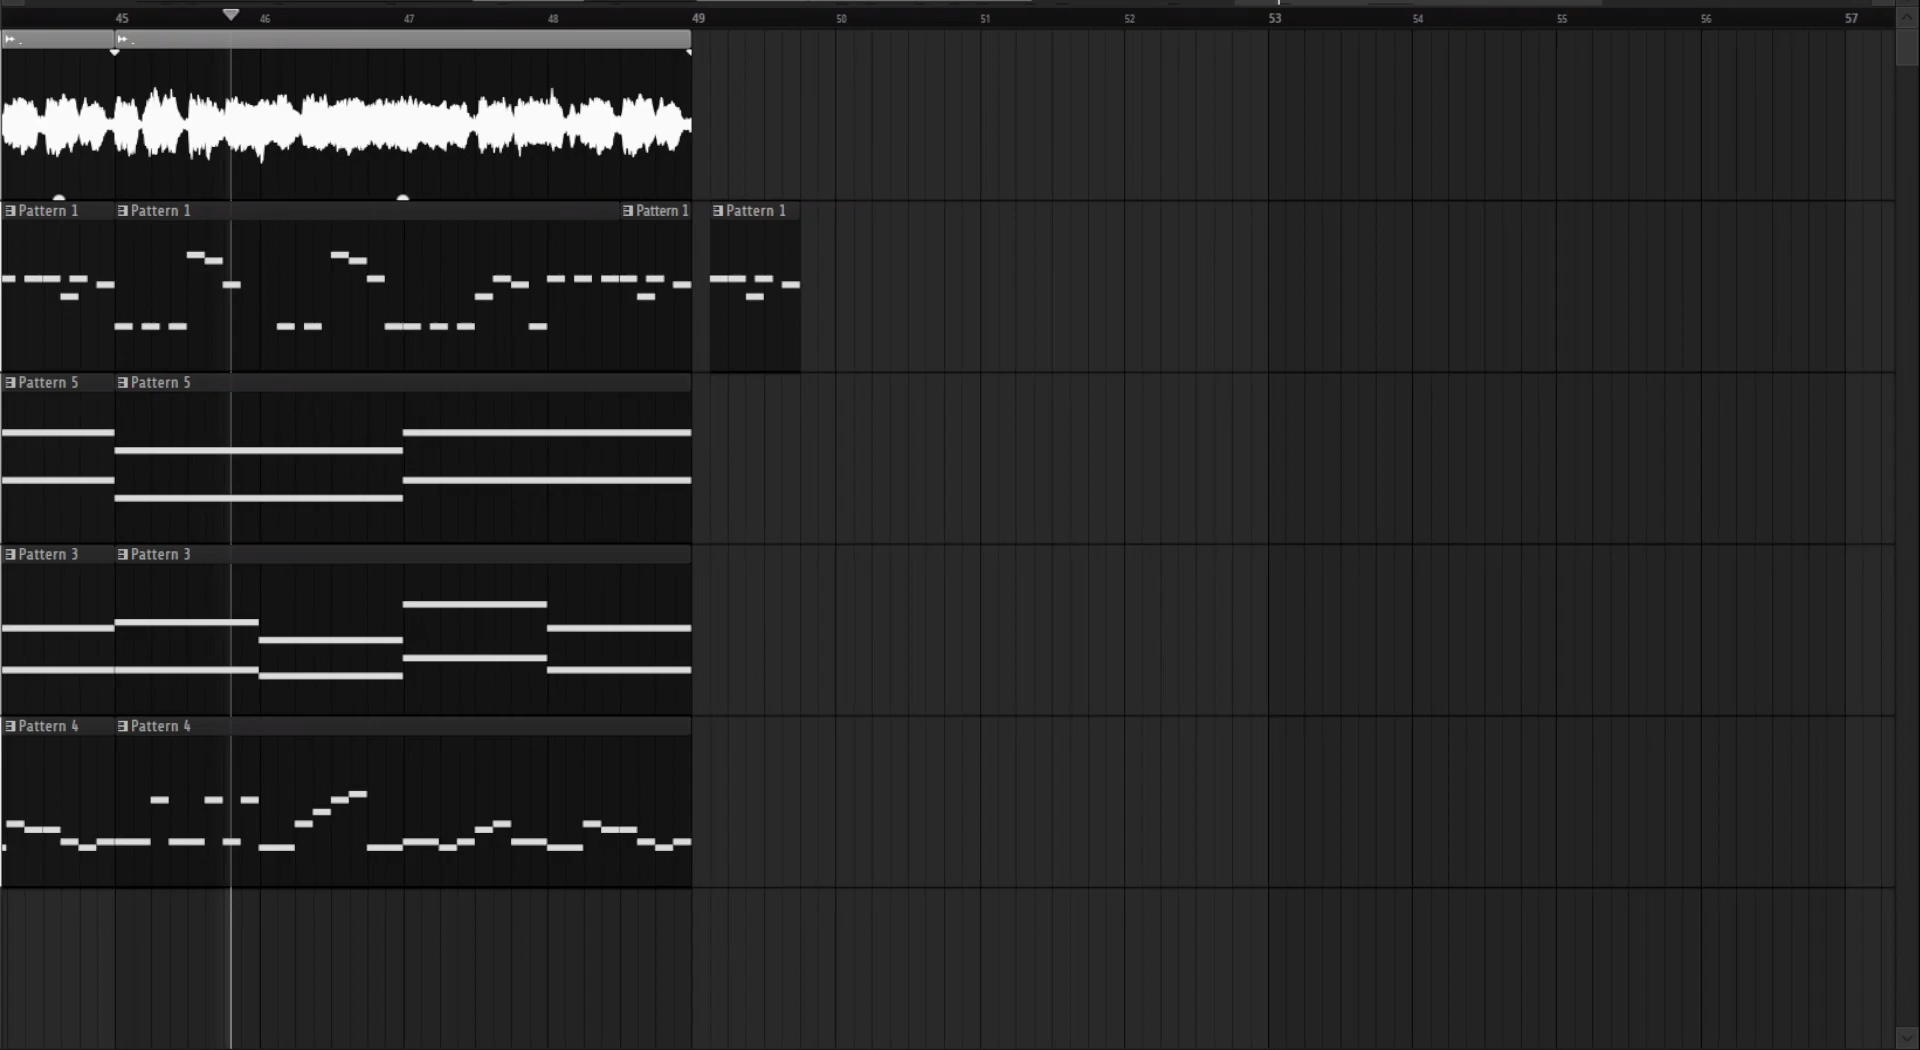 45 46 47 48 49 50 51 52 53 54 55 56 57
Pattern 1 Pattern 1 Pattern 1 Pattern 1
Pattern 5 Pattern 5
Pattern 3 Pattern 3
Pattern 4 Pattern 4